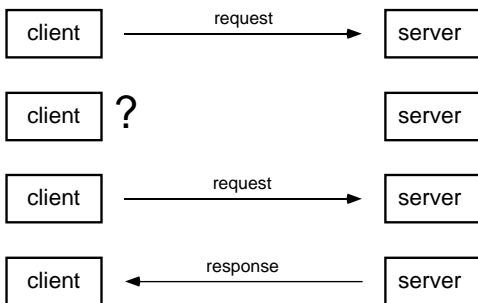 client request server
client ? server
client request server
client response server